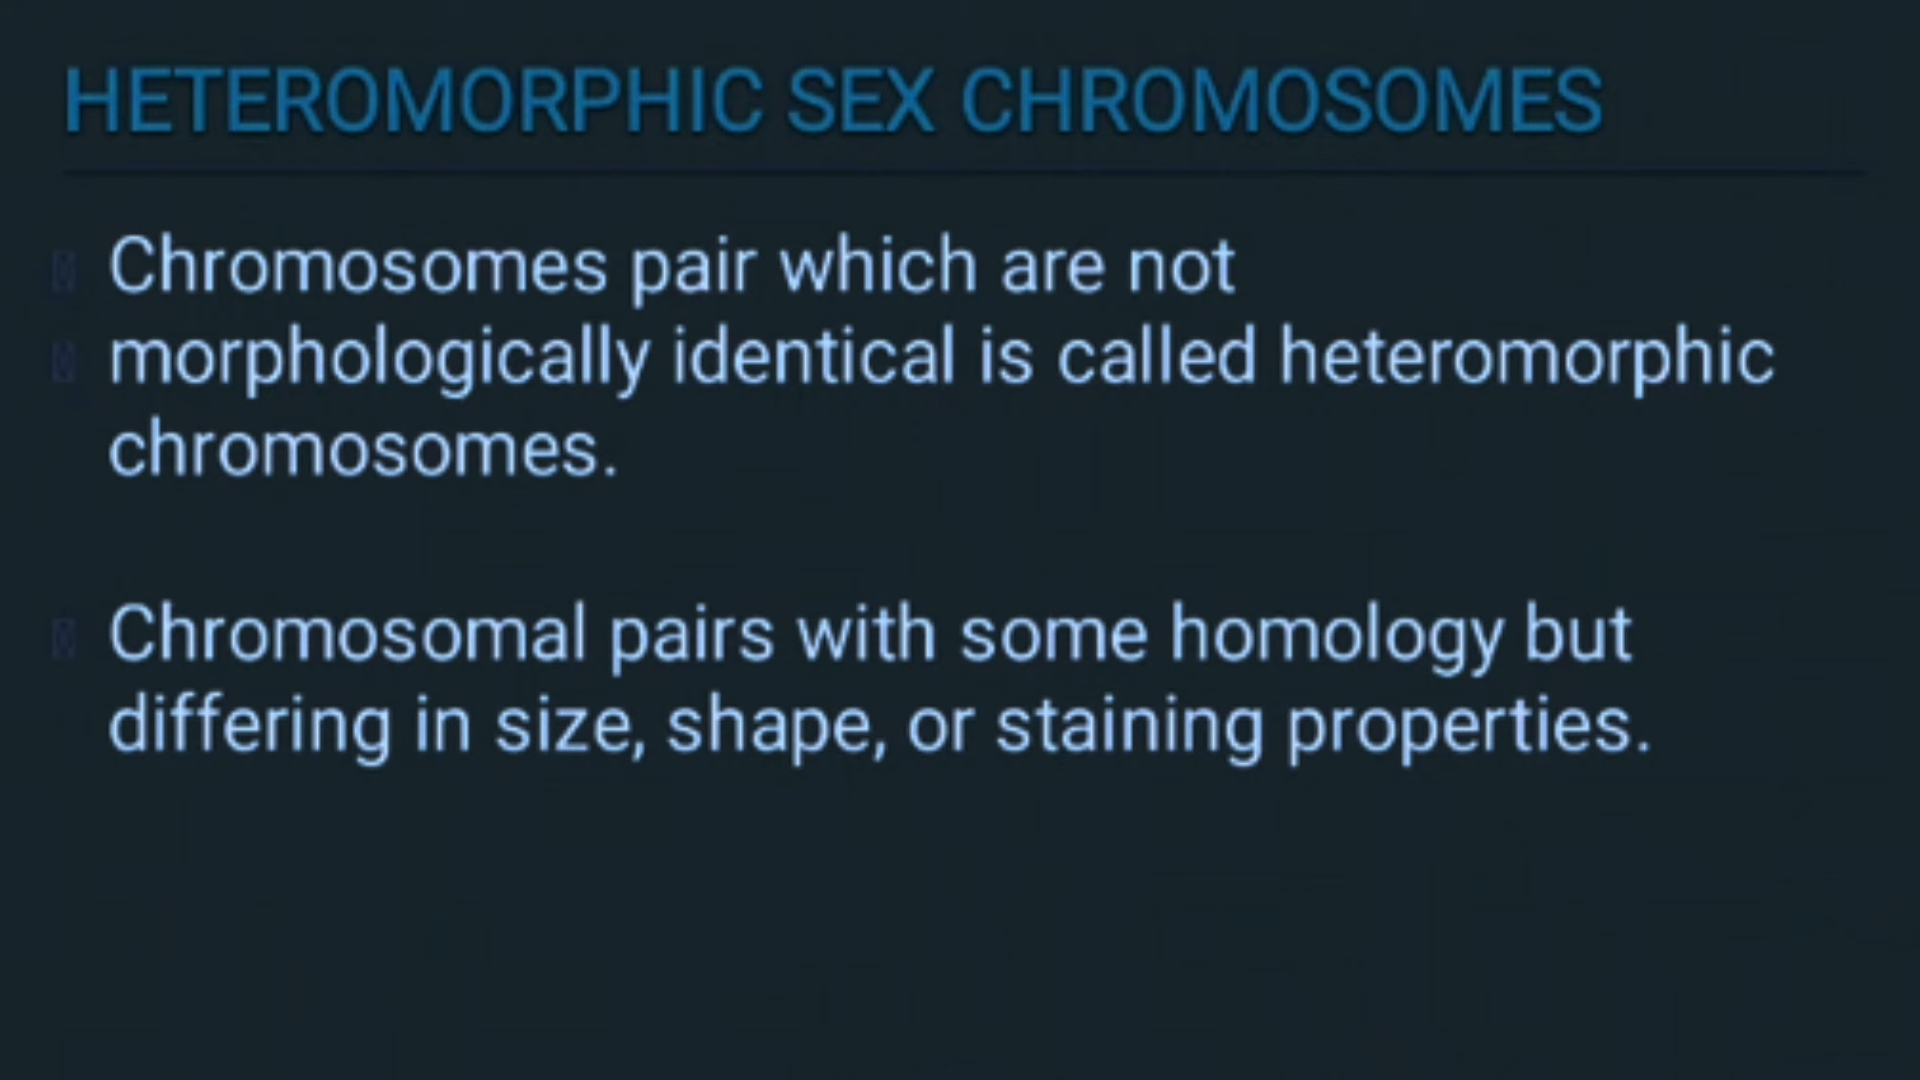 HETEROMORPHIC SEX CHROMOSOMES
Chromosomes pair which are not
morphologically identical is called heteromorphic
chromosomes.
Chromosomal pairs with some homology but
differing in size, shape, or staining properties.